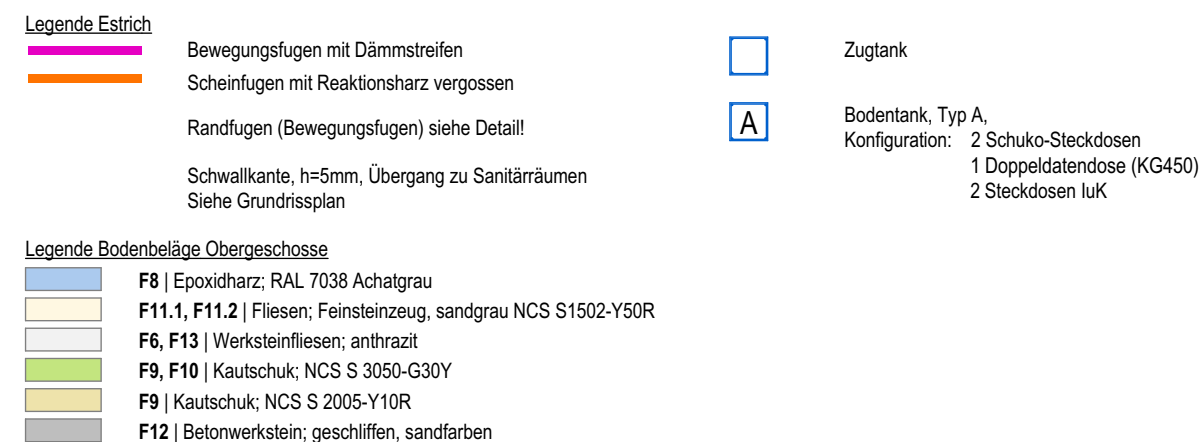 Legende Estrich
Bewegungsfugen mit Dämmstreifen
Scheinfugen mit Reaktionsharz vergossen
Randfugen (Bewegungsfugen) siehe Detail!
Schwallkante, h=5mm, Übergang zu Sanitärräumen
Siehe Grundrissplan
Zugtank
A
Bodentank, Typ A,
Konfiguration: 2 Schuko-Steckdosen
1 Doppeldatendose (KG450)
2 Steckdosen IuK
Legende Bodenbeläge Obergeschosse
F8 | Epoxidharz; RAL 7038 Achatgrau
F11.1, F11.2 | Fliesen; Feinsteinzeug, sandgrau NCS S1502-Y50R
F6, F13 | Werksteinfliesen; anthrazit
F9, F10 | Kautschuk; NCS S 3050-G30Y
F9 | Kautschuk; NCS S 2005-Y10R
F12 | Betonwerkstein; geschliffen, sandfarben